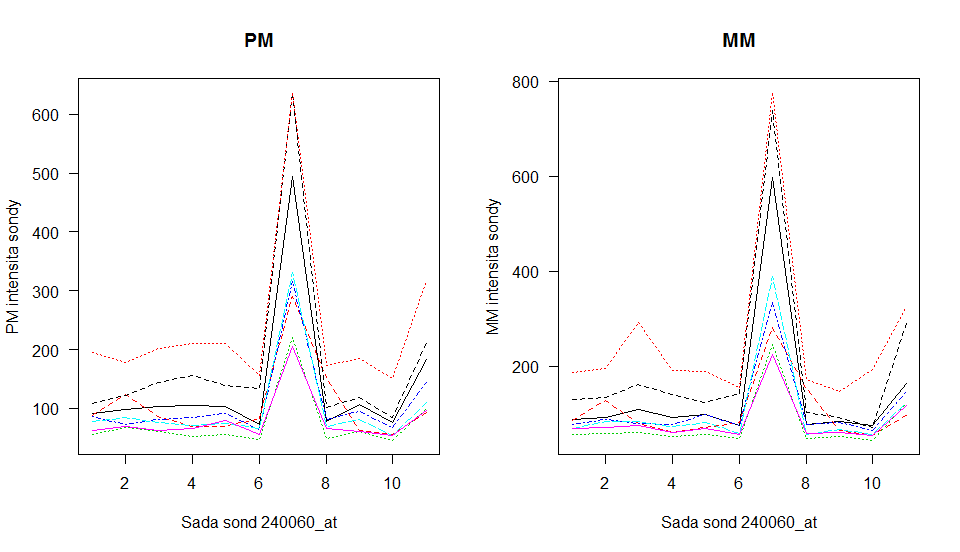 PM
PM intensita sondy
600
500
400
300
200
100
2 4 6 8 10
Sada sond 240060_at
MM
MM intensita sondy
800
600
400
200
2 4 6 8 10
Sada sond 240060_at